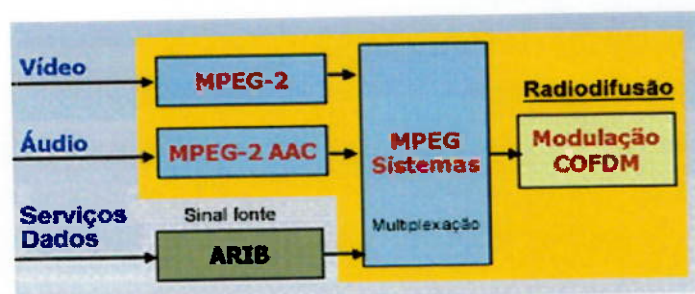 Vídeo
MPEG-2
Radiodifusão
Áudio
MPEG-2 AAC
MPEG
Sistemas
Modulação
COFDM
Serviços
Dados
Sinal fonte
ARIB
Multiplexação